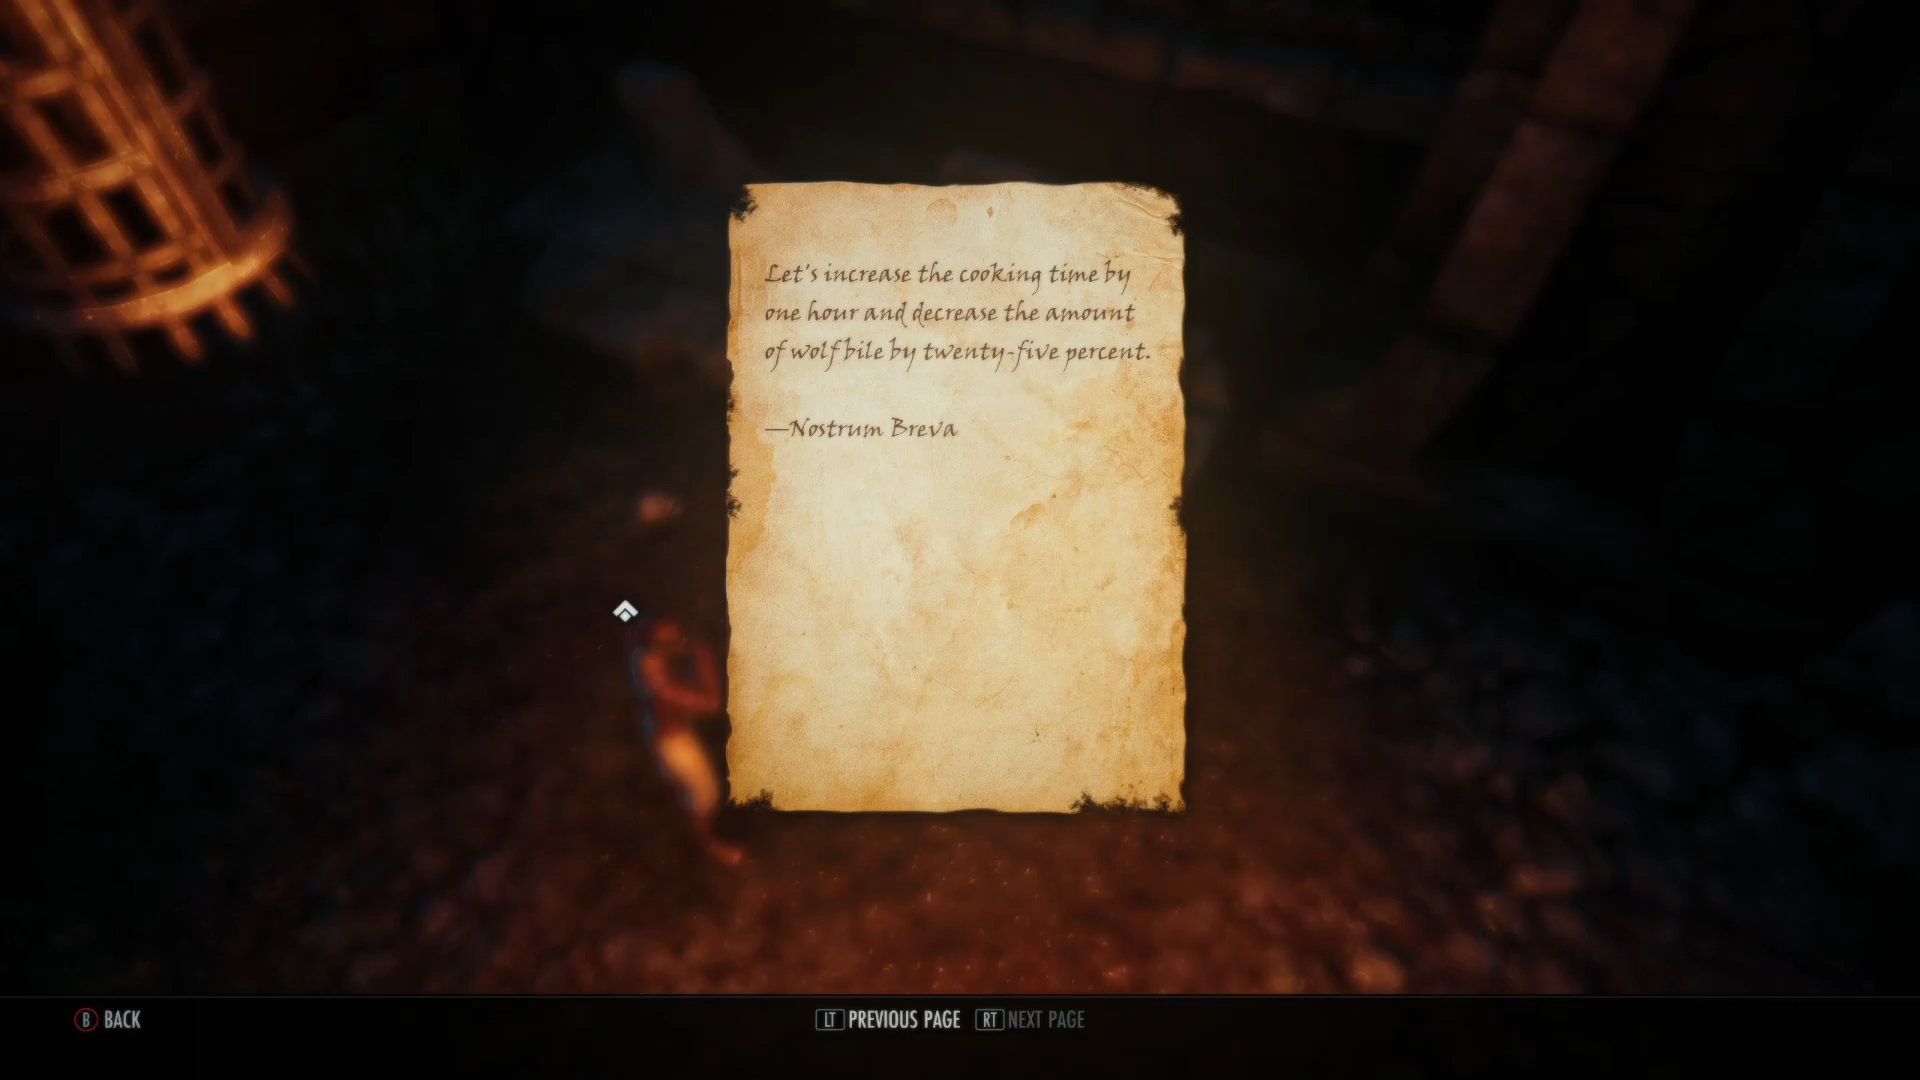 Let's increase the cooking time by
one hour and decrease the amount
of wolf bile by twenty-five percent.
—Nostrum Breva
B BACK
LT PREVIOUS PAGE RT NEXT PAGE